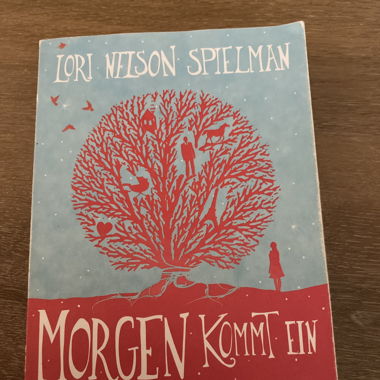 LORI NELSON SPIELMAN
MORGEN KOMMT EIN